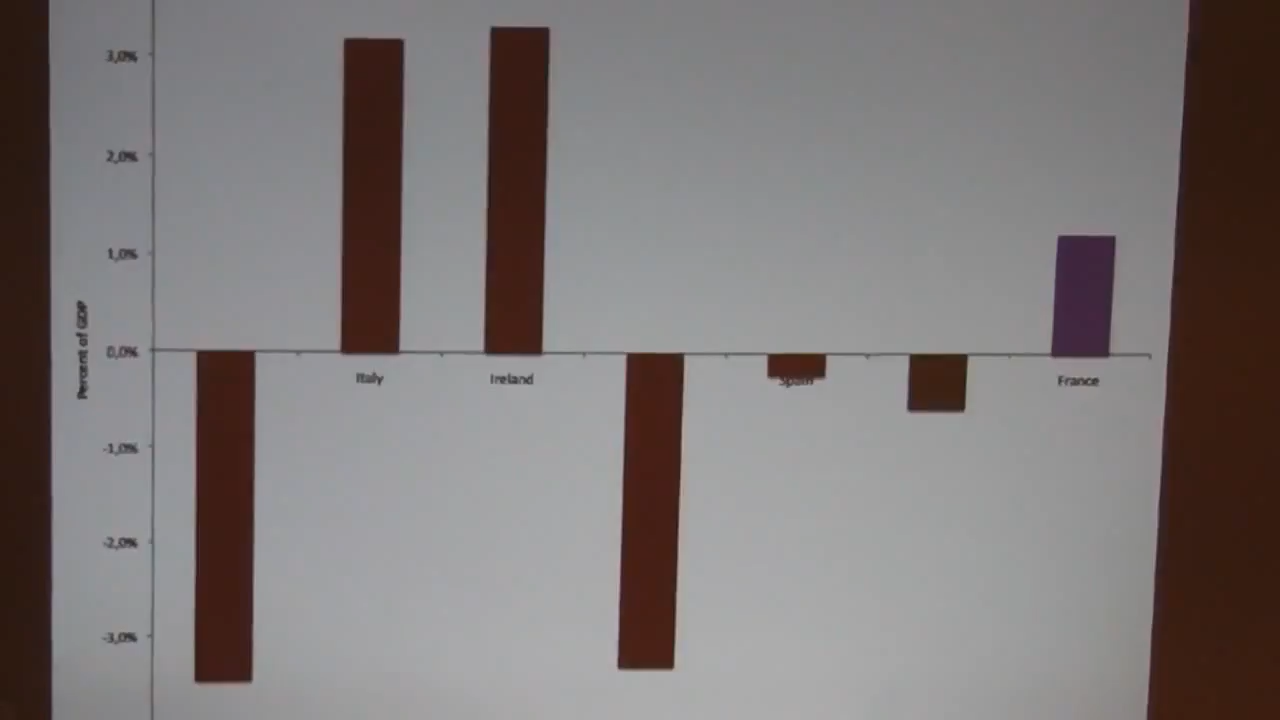 3,0%
2,0%
1,0%
Percent of GDP
0,0%
Italy
Ireland
Spain
France
-1,0%
-2,0%
-3,0%